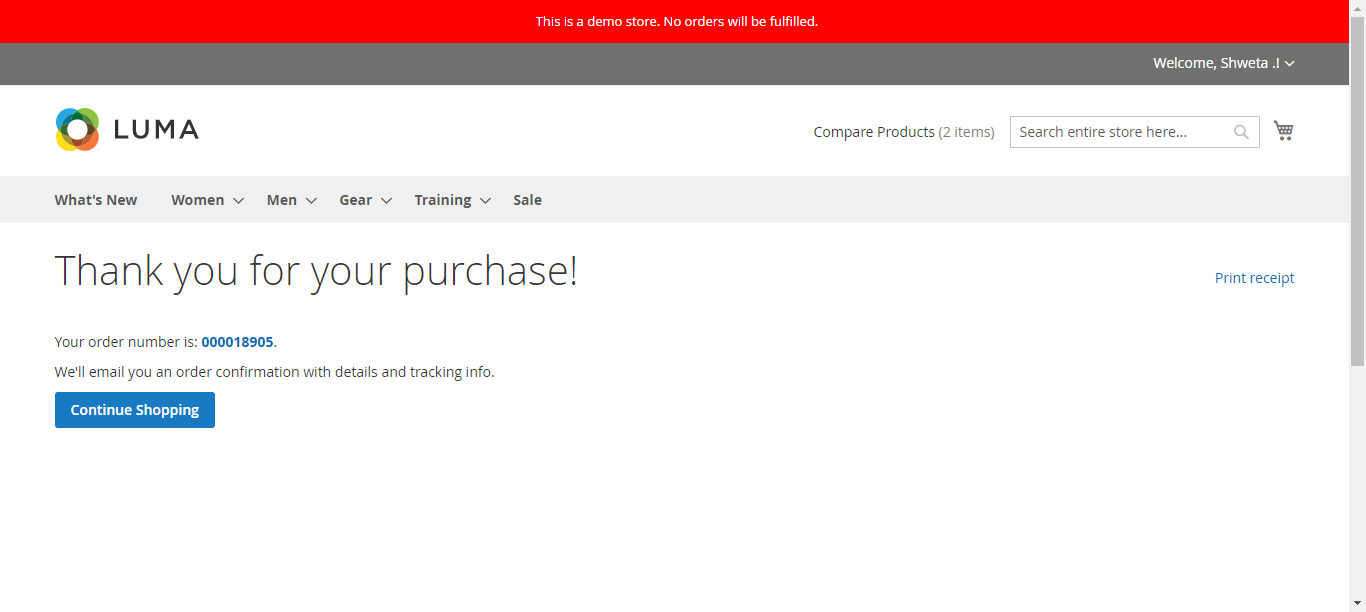 This is a demo store. No orders will be fulfilled.
Welcome, Shweta .!
LUMA
Compare Products (2 items)
Search entire store here...
What's New Women Men Gear Training Sale
Thank you for your purchase!
Print receipt
Your order number is: 000018905.
We'll email you an order confirmation with details and tracking info.
Continue Shopping